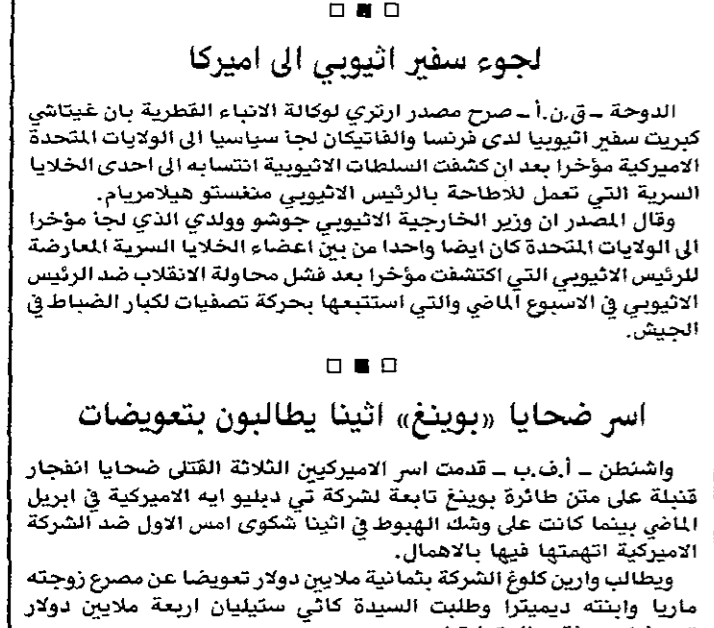 لجوء سفير اثيوبي الى اميركا
الدوحة ـ ق.ن.أ ـ صرح مصدر ارتري لوكالة الانباء القطرية بان غيتاشي
كبريت سفير اثيوبيا لدى فرنسا والفاتيكان لجا سياسيا الى الولايات المتحدة
الاميركية مؤخرا بعد ان كشفت السلطات الاثيوبية انتسابه الى احدى الخلايا
السرية التي تعمل للاطاحة بالرئيس الاثيوبي منغستو هيلامريام.
وقال المصدر ان وزير الخارجية الاثيوبي جوشو وولدي الذي لجا مؤخرا
الى الولايات المتحدة كان ايضا واحدا من بين اعضاء الخلايا السرية المعارضة
للرئيس الاثيوبي التي اكتشفت مؤخرا بعد فشل محاولة الانقلاب ضد الرئيس
الاثيوبي في الاسبوع الماضي والتي استتبعها بحركة تصفيات لكبار الضباط في
الجيش.
اسر ضحايا «بوينغ» اثينا يطالبون بتعويضات
واشنطن ـ أ.ف.ب ـ قدمت اسر الاميركيين الثلاثة القتلى ضحايا انفجار
قنبلة على متن طائرة بوينغ تابعة لشركة تي دبليو ايه الاميركية في ابريل
الماضي بينما كانت على وشك الهبوط في اثينا شكوى امس الاول ضد الشركة
الاميركية اتهمتها فيها بالاهمال.
ويطالب وارين كلوغ الشركة بثمانية ملايين دولار تعويضا عن مصرع زوجته
ماريا وابنته ديميترا وطلبت السيدة كاثي ستيليان اربعة ملايين دولار